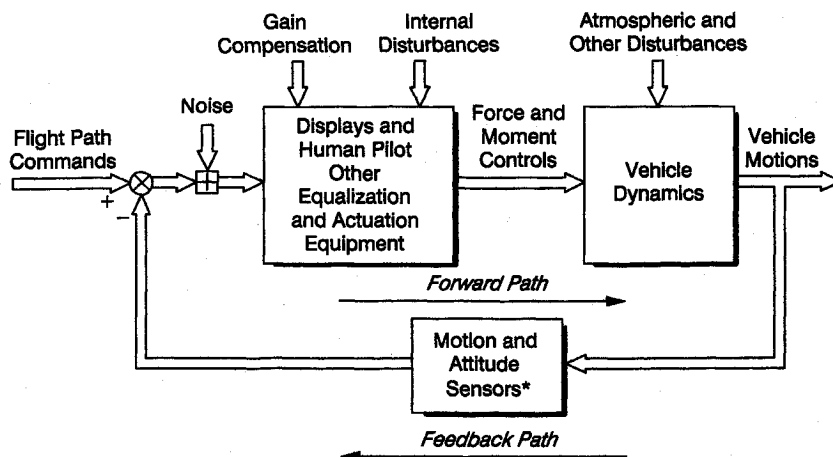 Gain
Compensation
Internal
Disturbances
Atmospheric and
Other Disturbances
Noise
Flight Path
Commands
+
−
Displays and
Human Pilot
Other
Equalization
and Actuation
Equipment
Force and
Moment
Controls
Vehicle
Dynamics
Vehicle
Motions
Forward Path
Motion and
Attitude
Sensors*
Feedback Path